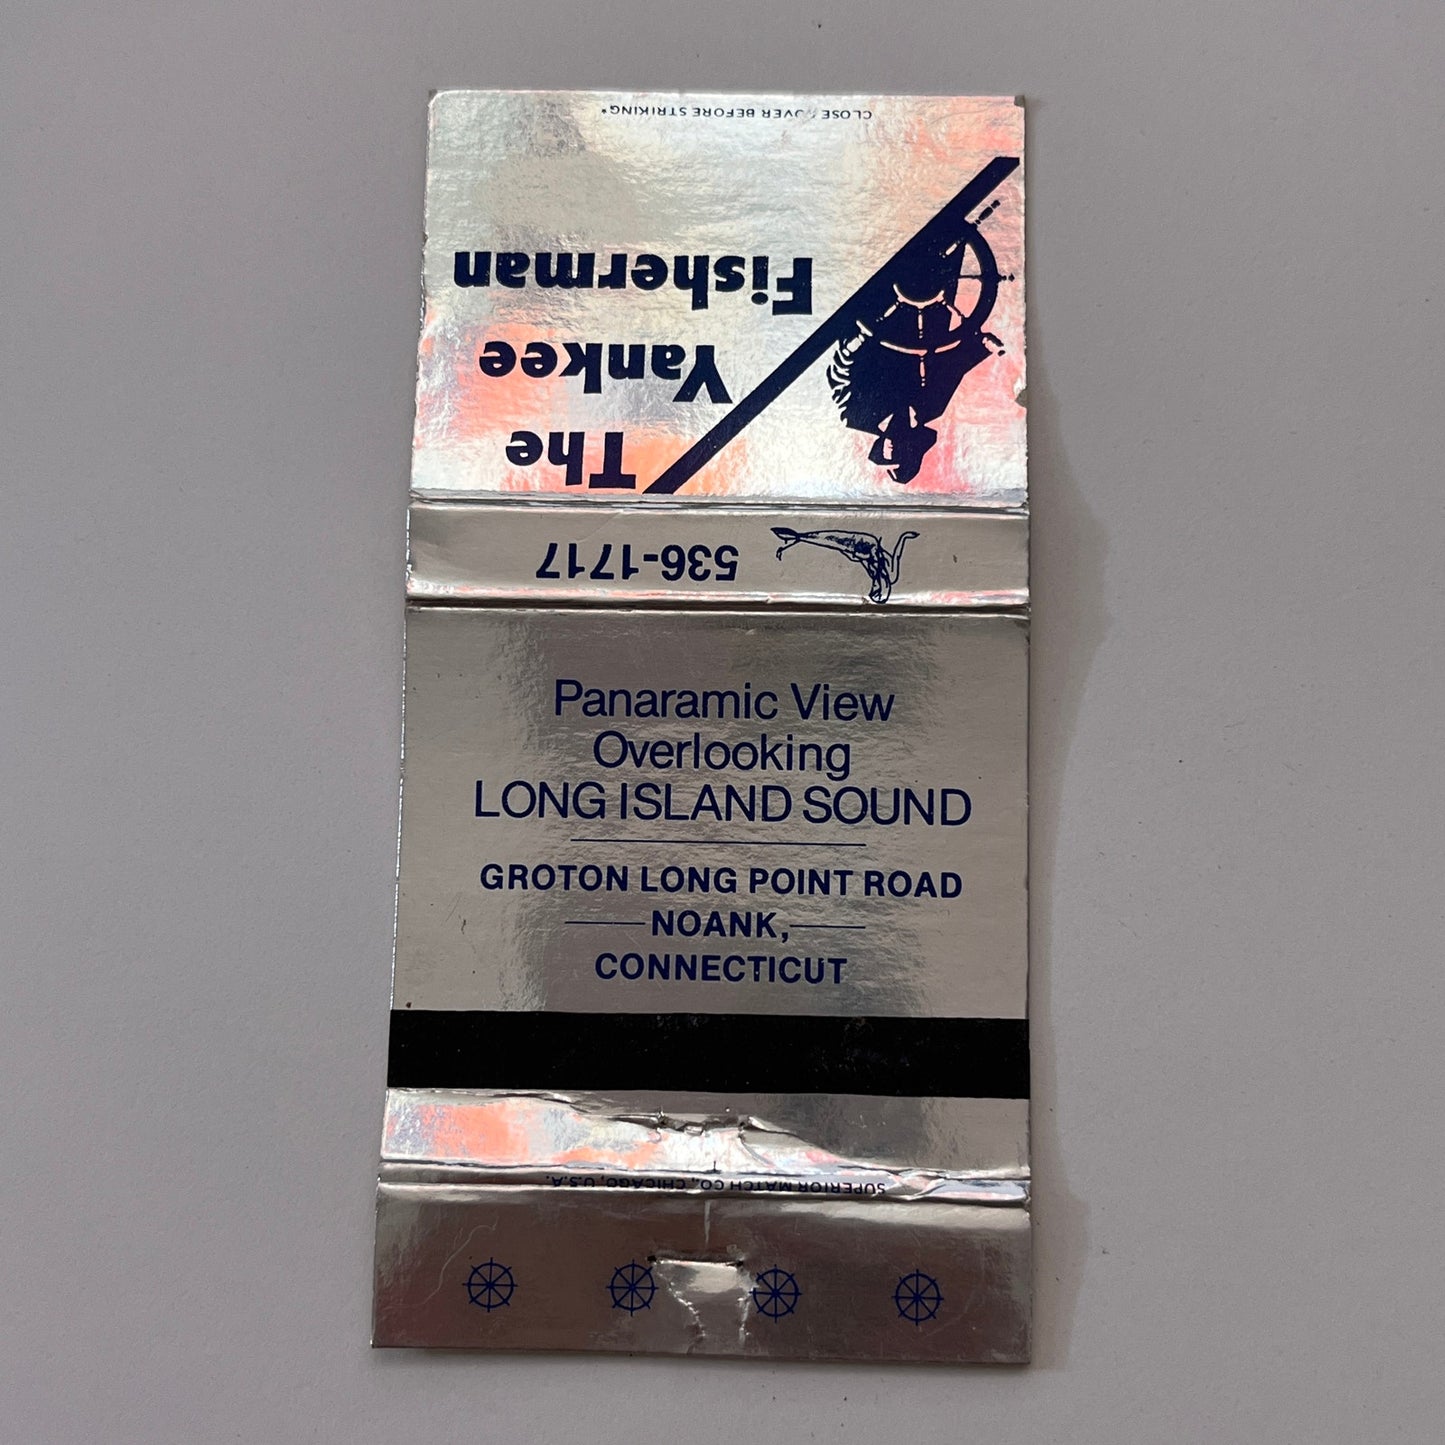 CLOSE COVER BEFORE STRIKING*
The
Yankee
Fisherman
536-1717
Panaramic View
Overlooking
LONG ISLAND SOUND
GROTON LONG POINT ROAD
NOANK,
CONNECTICUT
SUPERIOR MATCH CO., CHICAGO, U.S.A.